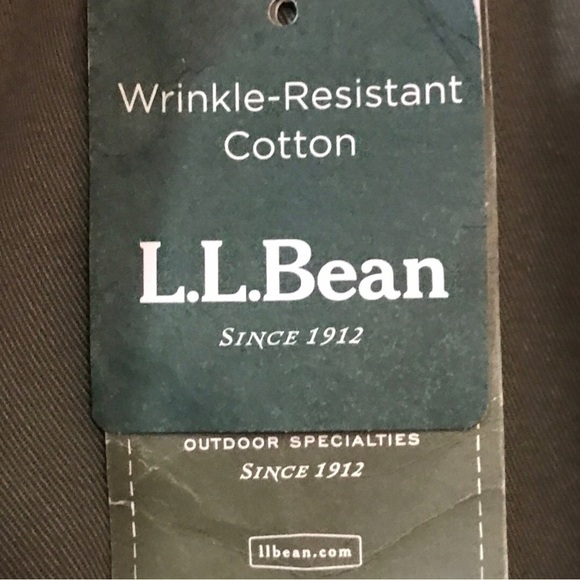 Wrinkle-Resistant
Cotton
L.L.Bean
SINCE 1912
OUTDOOR SPECIALTIES
SINCE 1912
llbean.com